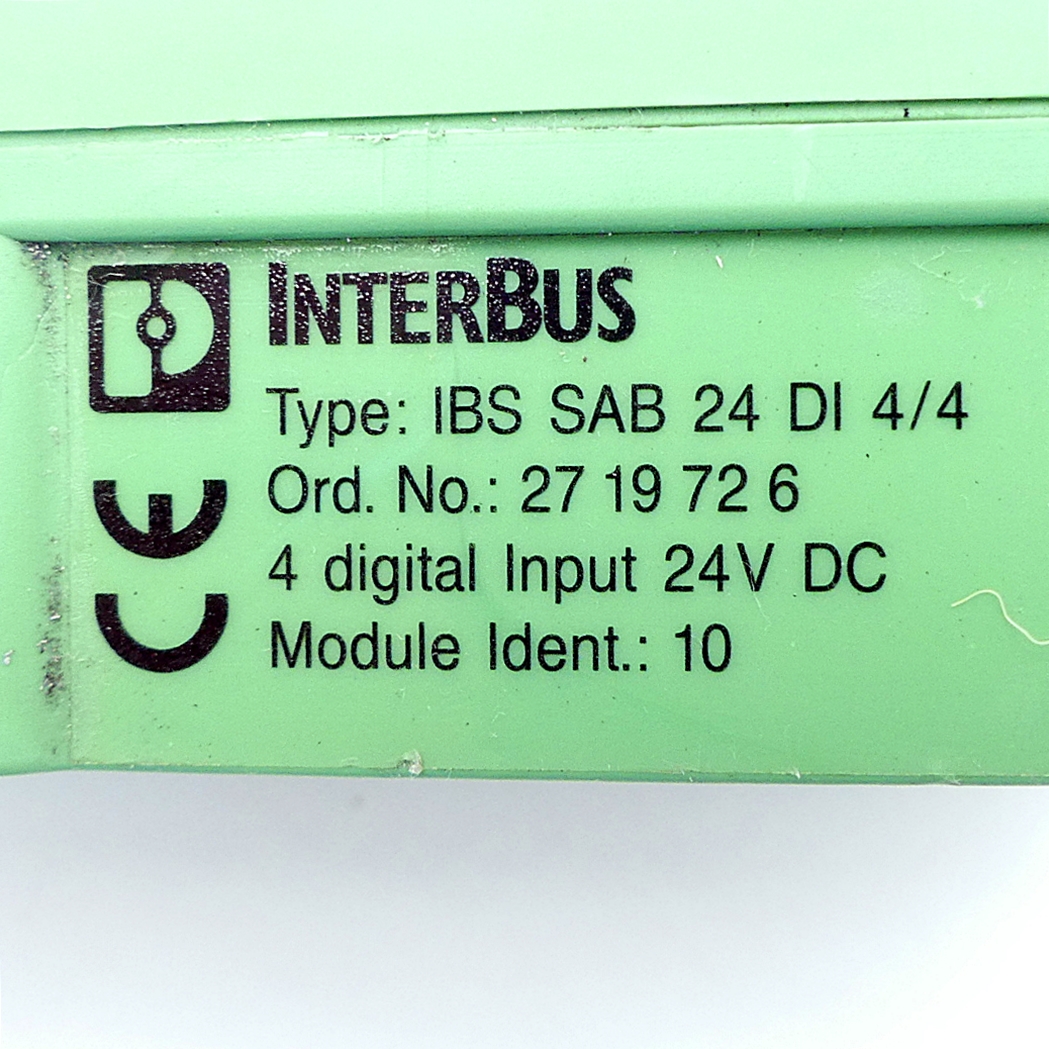 INTERBUS
Type: IBS SAB 24 DI 4/4
Ord. No.: 27 19 72 6
4 digital Input 24V DC
Module Ident.: 10